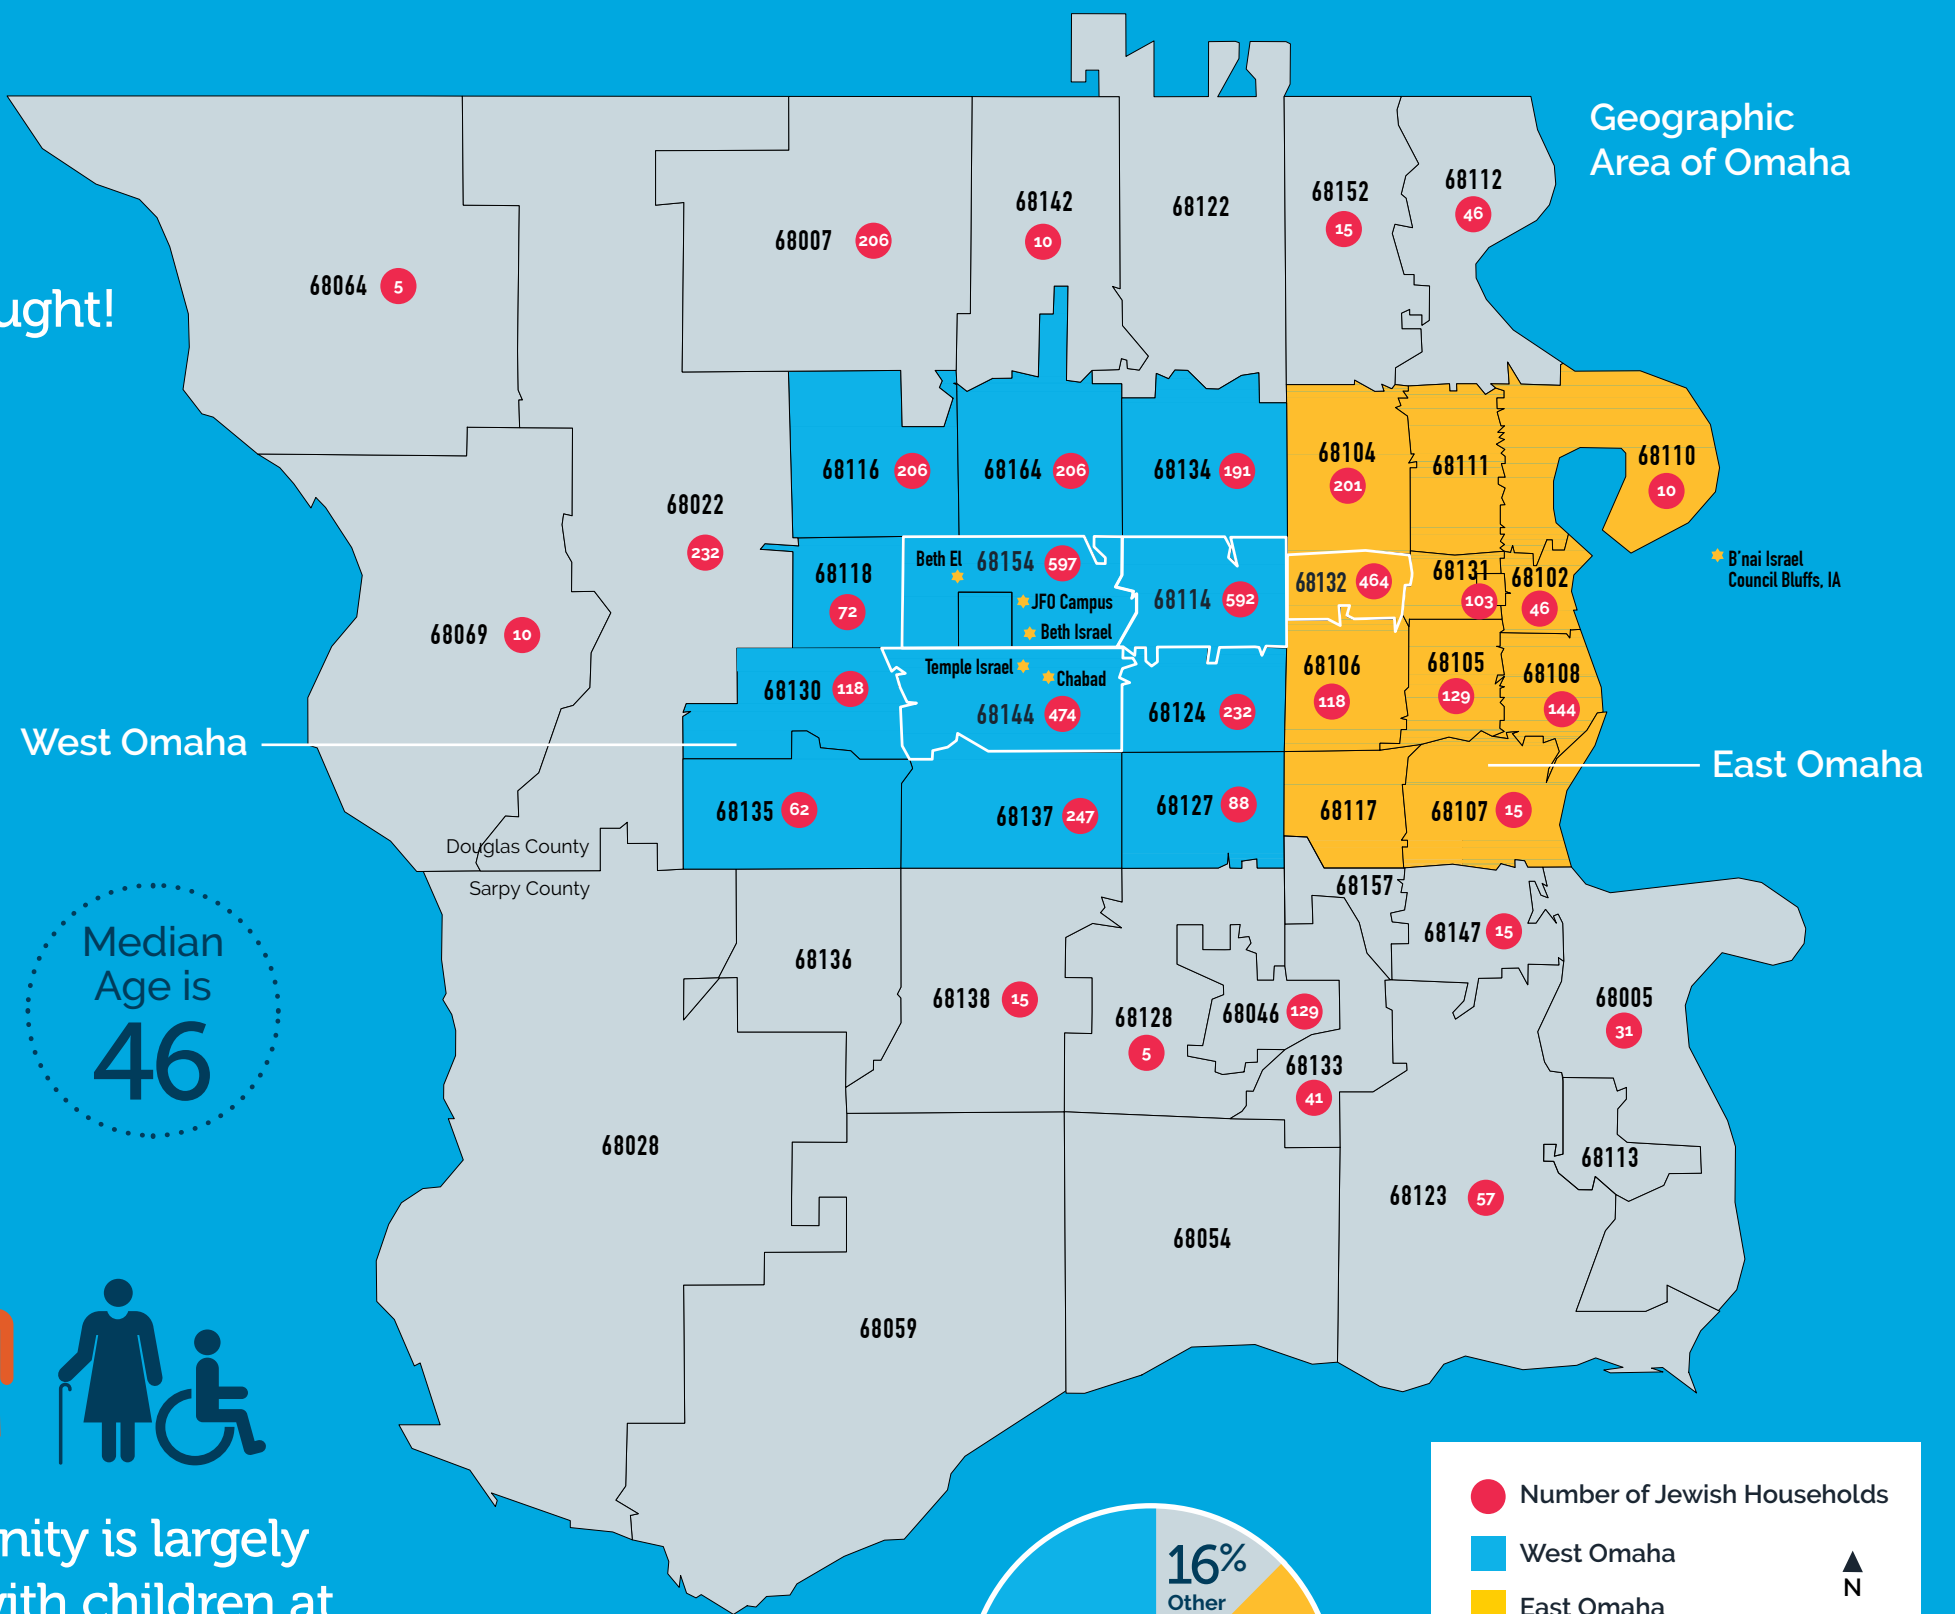 Geographic
Area of Omaha
68142
10
68122
68152
15
68112
46
68007 206
68064 5
ught!
68116 206
68164 206
68134 191
68104
201
68111
68110
10
68022
232
68118
72
Beth El
68154 597
JFO Campus
Beth Israel
68114 592
68132 464
68131
103
68102
46
B'nai Israel
Council Bluffs, IA
68069 10
68130 118
Temple Israel
Chabad
68144 474
68124 232
68106
118
68105
129
68108
144
West Omaha
East Omaha
68135 62
68137 247
68127 88
68117
68107 15
Douglas County
Sarpy County
68157
68147 15
Median
Age is
46
68136
68138 15
68128
5
68046 129
68133
41
68005
31
68028
68113
68123 57
68054
68059
nity is largely
with children at
16%
Other
Number of Jewish Households
West Omaha
East Omaha
N